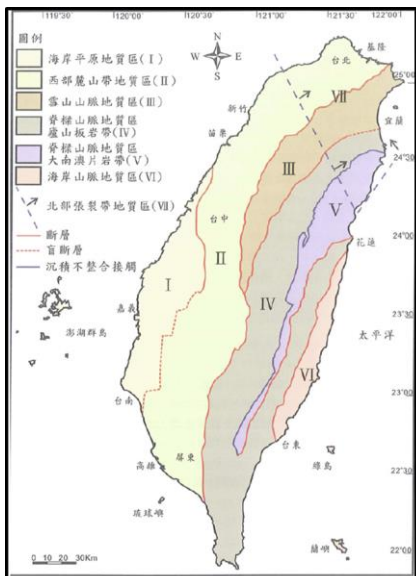 119°30' 120°00' 120°30' 121°00' 121°30' 122°00'
圖例
海岸平原地質區(I)
西部麓山帶地質區(II)
雪山山脈地質區(III)
脊樑山脈地質區
廬山板岩帶(IV)
脊樑山脈地質區
大南澳片岩帶(V)
海岸山脈地質區(VI)
北部張裂帶地質區(VII)
斷層
盲斷層
沉積不整合接觸
N
W E
S
基隆
台北
25°00'
VII
新竹
宜蘭
苗栗
24°30'
III
V
台中
24°00'
花蓮
II
I
IV
嘉義
23°30'
澎湖群島
太平洋
VI
23°00'
台南
台東
屏東
高雄
綠島
22°30'
琉球嶼
蘭嶼
22°00'
0 10 20 30Km